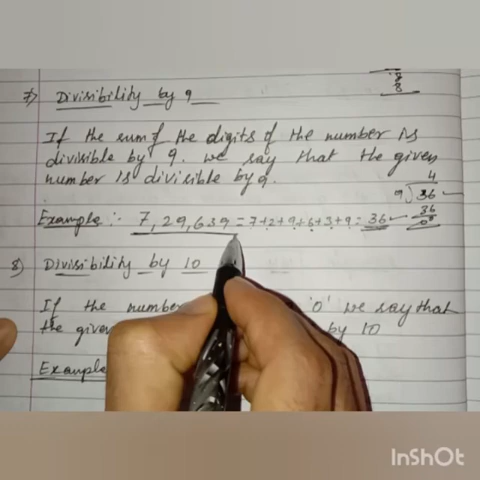 8
8
7) Divisibility by 9
If the sum of the digits of the number is
divisible by 9. we say that the given
number is divisible by 9.
4
9)36
36
0
Example:- 7,29,639 = 7+2+9+6+3+9 = 36
8) Divisibility by 10
If the number '0' we say that
the given by 10
Example
InShOt